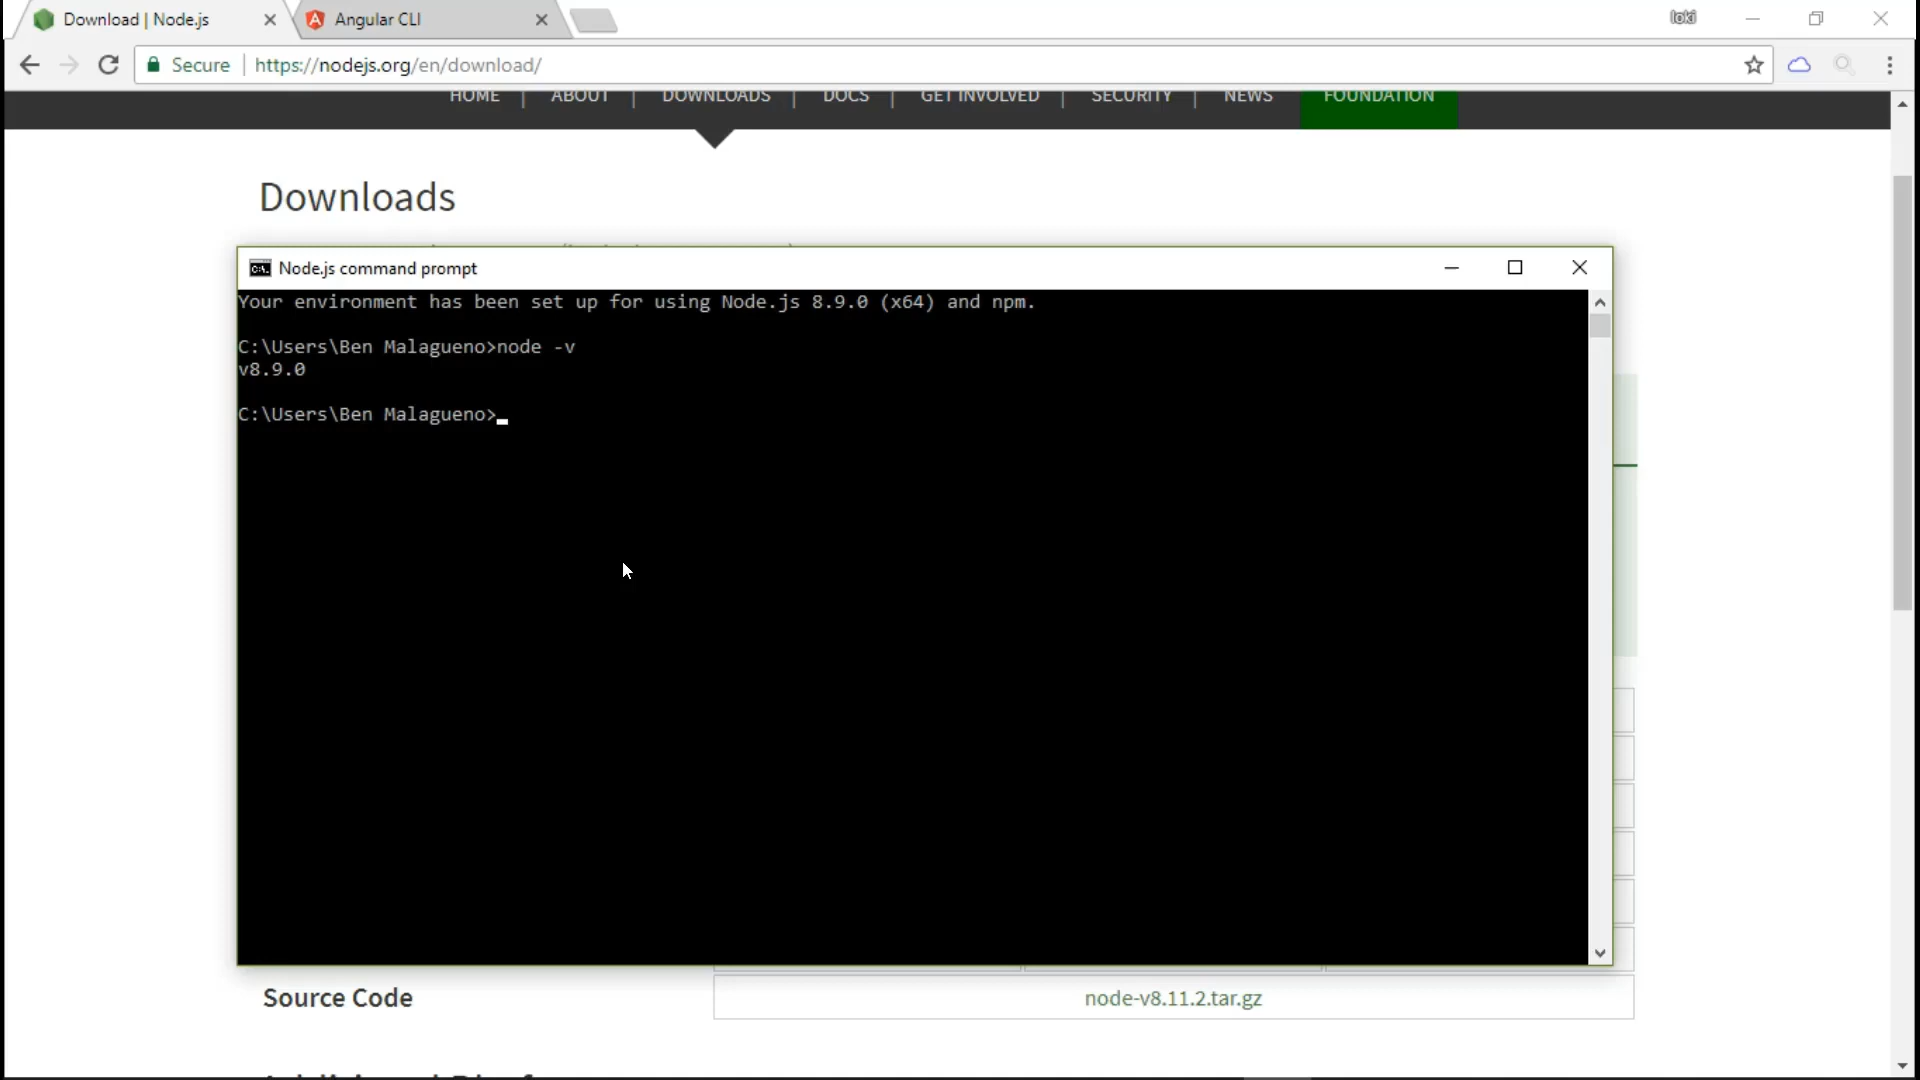 Download | Node.js
Angular CLI
loki
Secure
https://nodejs.org/en/download/
HOME | ABOUT | DOWNLOADS | DOCS | GET INVOLVED | SECURITY | NEWS FOUNDATION
Downloads
Node.js command prompt
Your environment has been set up for using Node.js 8.9.0 (x64) and npm.
C:\Users\Ben Malagueno>node -v
v8.9.0
C:\Users\Ben Malagueno>
Source Code
node-v8.11.2.tar.gz